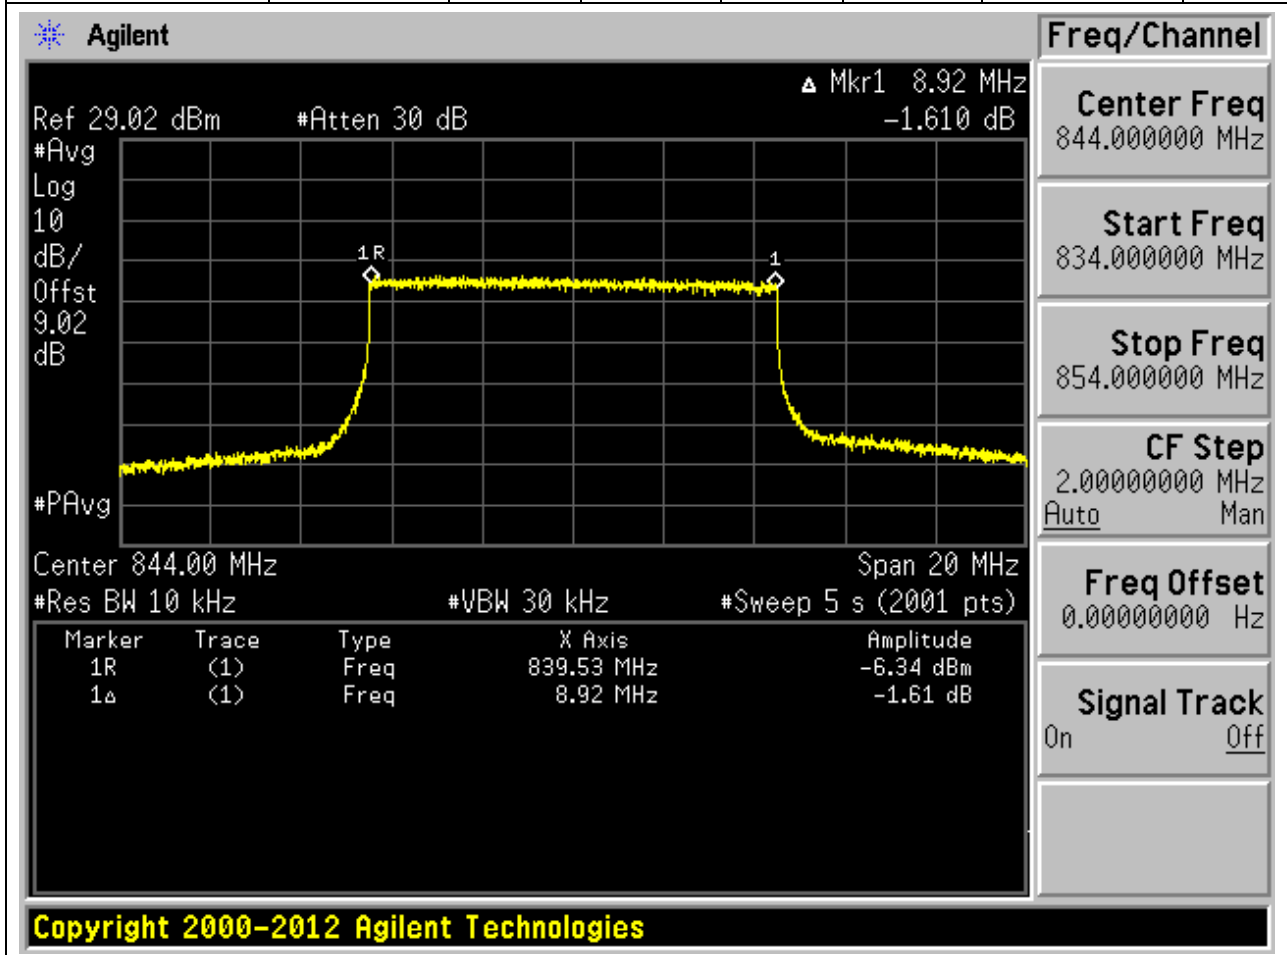 Agilent
Freq/Channel
▵ Mkr1 8.92 MHz
Ref 29.02 dBm #Atten 30 dB -1.610 dB
#Avg
Log
10
dB/
Offst
9.02
dB
1R
1
#PAvg
Center 844.00 MHz Span 20 MHz
#Res BW 10 kHz #VBW 30 kHz #Sweep 5 s (2001 pts)
Marker Trace Type X Axis Amplitude
1R (1) Freq 839.53 MHz -6.34 dBm
1▵ (1) Freq 8.92 MHz -1.61 dB
Center Freq
844.000000 MHz
Start Freq
834.000000 MHz
Stop Freq
854.000000 MHz
CF Step
2.00000000 MHz
Auto Man
Freq Offset
0.00000000 Hz
Signal Track
On Off
Copyright 2000-2012 Agilent Technologies